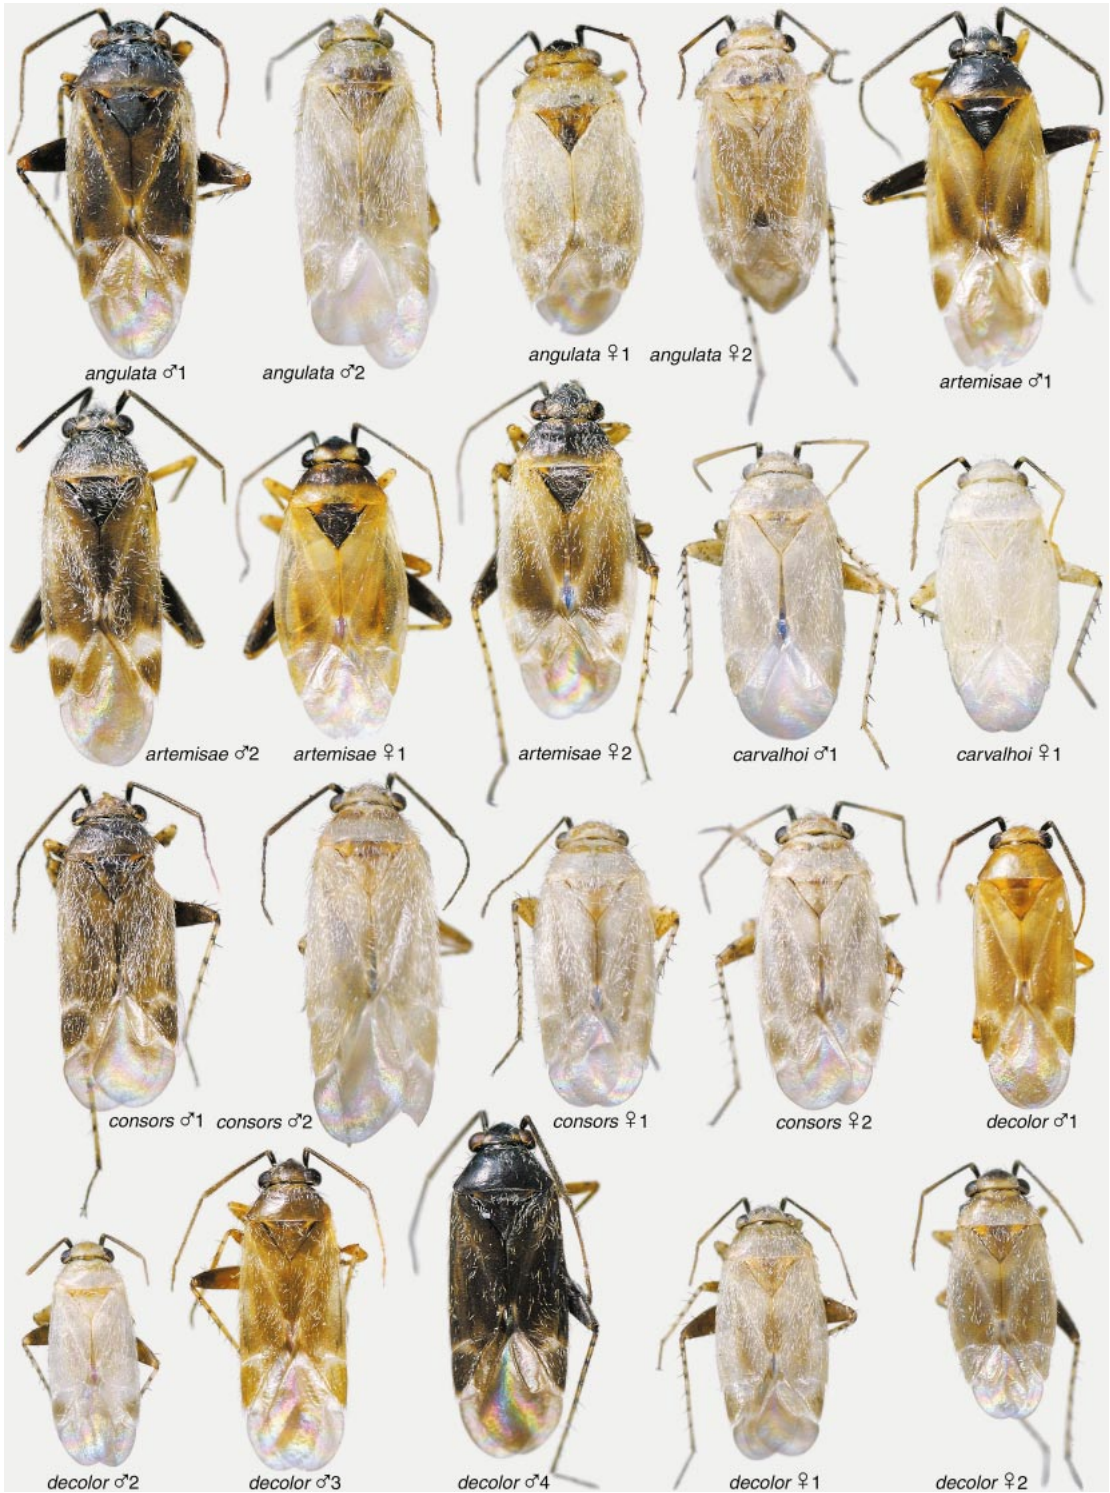 angulata ♂1
angulata ♂2
angulata ♀1
angulata ♀2
artemisae ♂1
artemisae ♂2
artemisae ♀1
artemisae ♀2
carvalhoi ♂1
carvalhoi ♀1
consors ♂1
consors ♂2
consors ♀1
consors ♀2
decolor ♂1
decolor ♂2
decolor ♂3
decolor ♂4
decolor ♀1
decolor ♀2